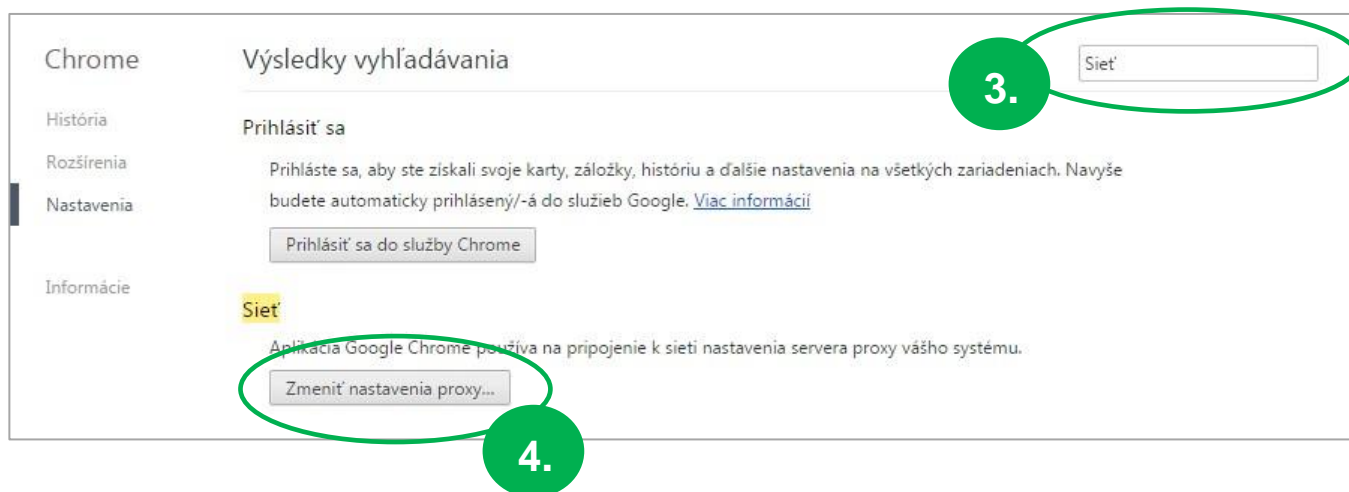 Chrome
Výsledky vyhľadávania
3.
Sieť
História
Rozšírenia
Nastavenia
Informácie
Prihlásiť sa
Prihláste sa, aby ste získali svoje karty, záložky, históriu a ďalšie nastavenia na všetkých zariadeniach. Navyše
budete automaticky prihlásený/-á do služieb Google. Viac informácií
Prihlásiť sa do služby Chrome
Sieť
Aplikácia Google Chrome používa na pripojenie k sieti nastavenia servera proxy vášho systému.
Zmeniť nastavenia proxy...
4.